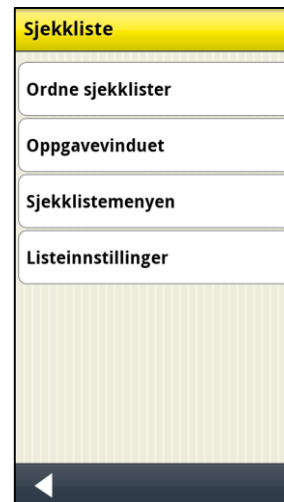 Sjekkliste
Ordne sjekklister
Oppgavevinduet
Sjekklistemenyen
Listeinnstillinger